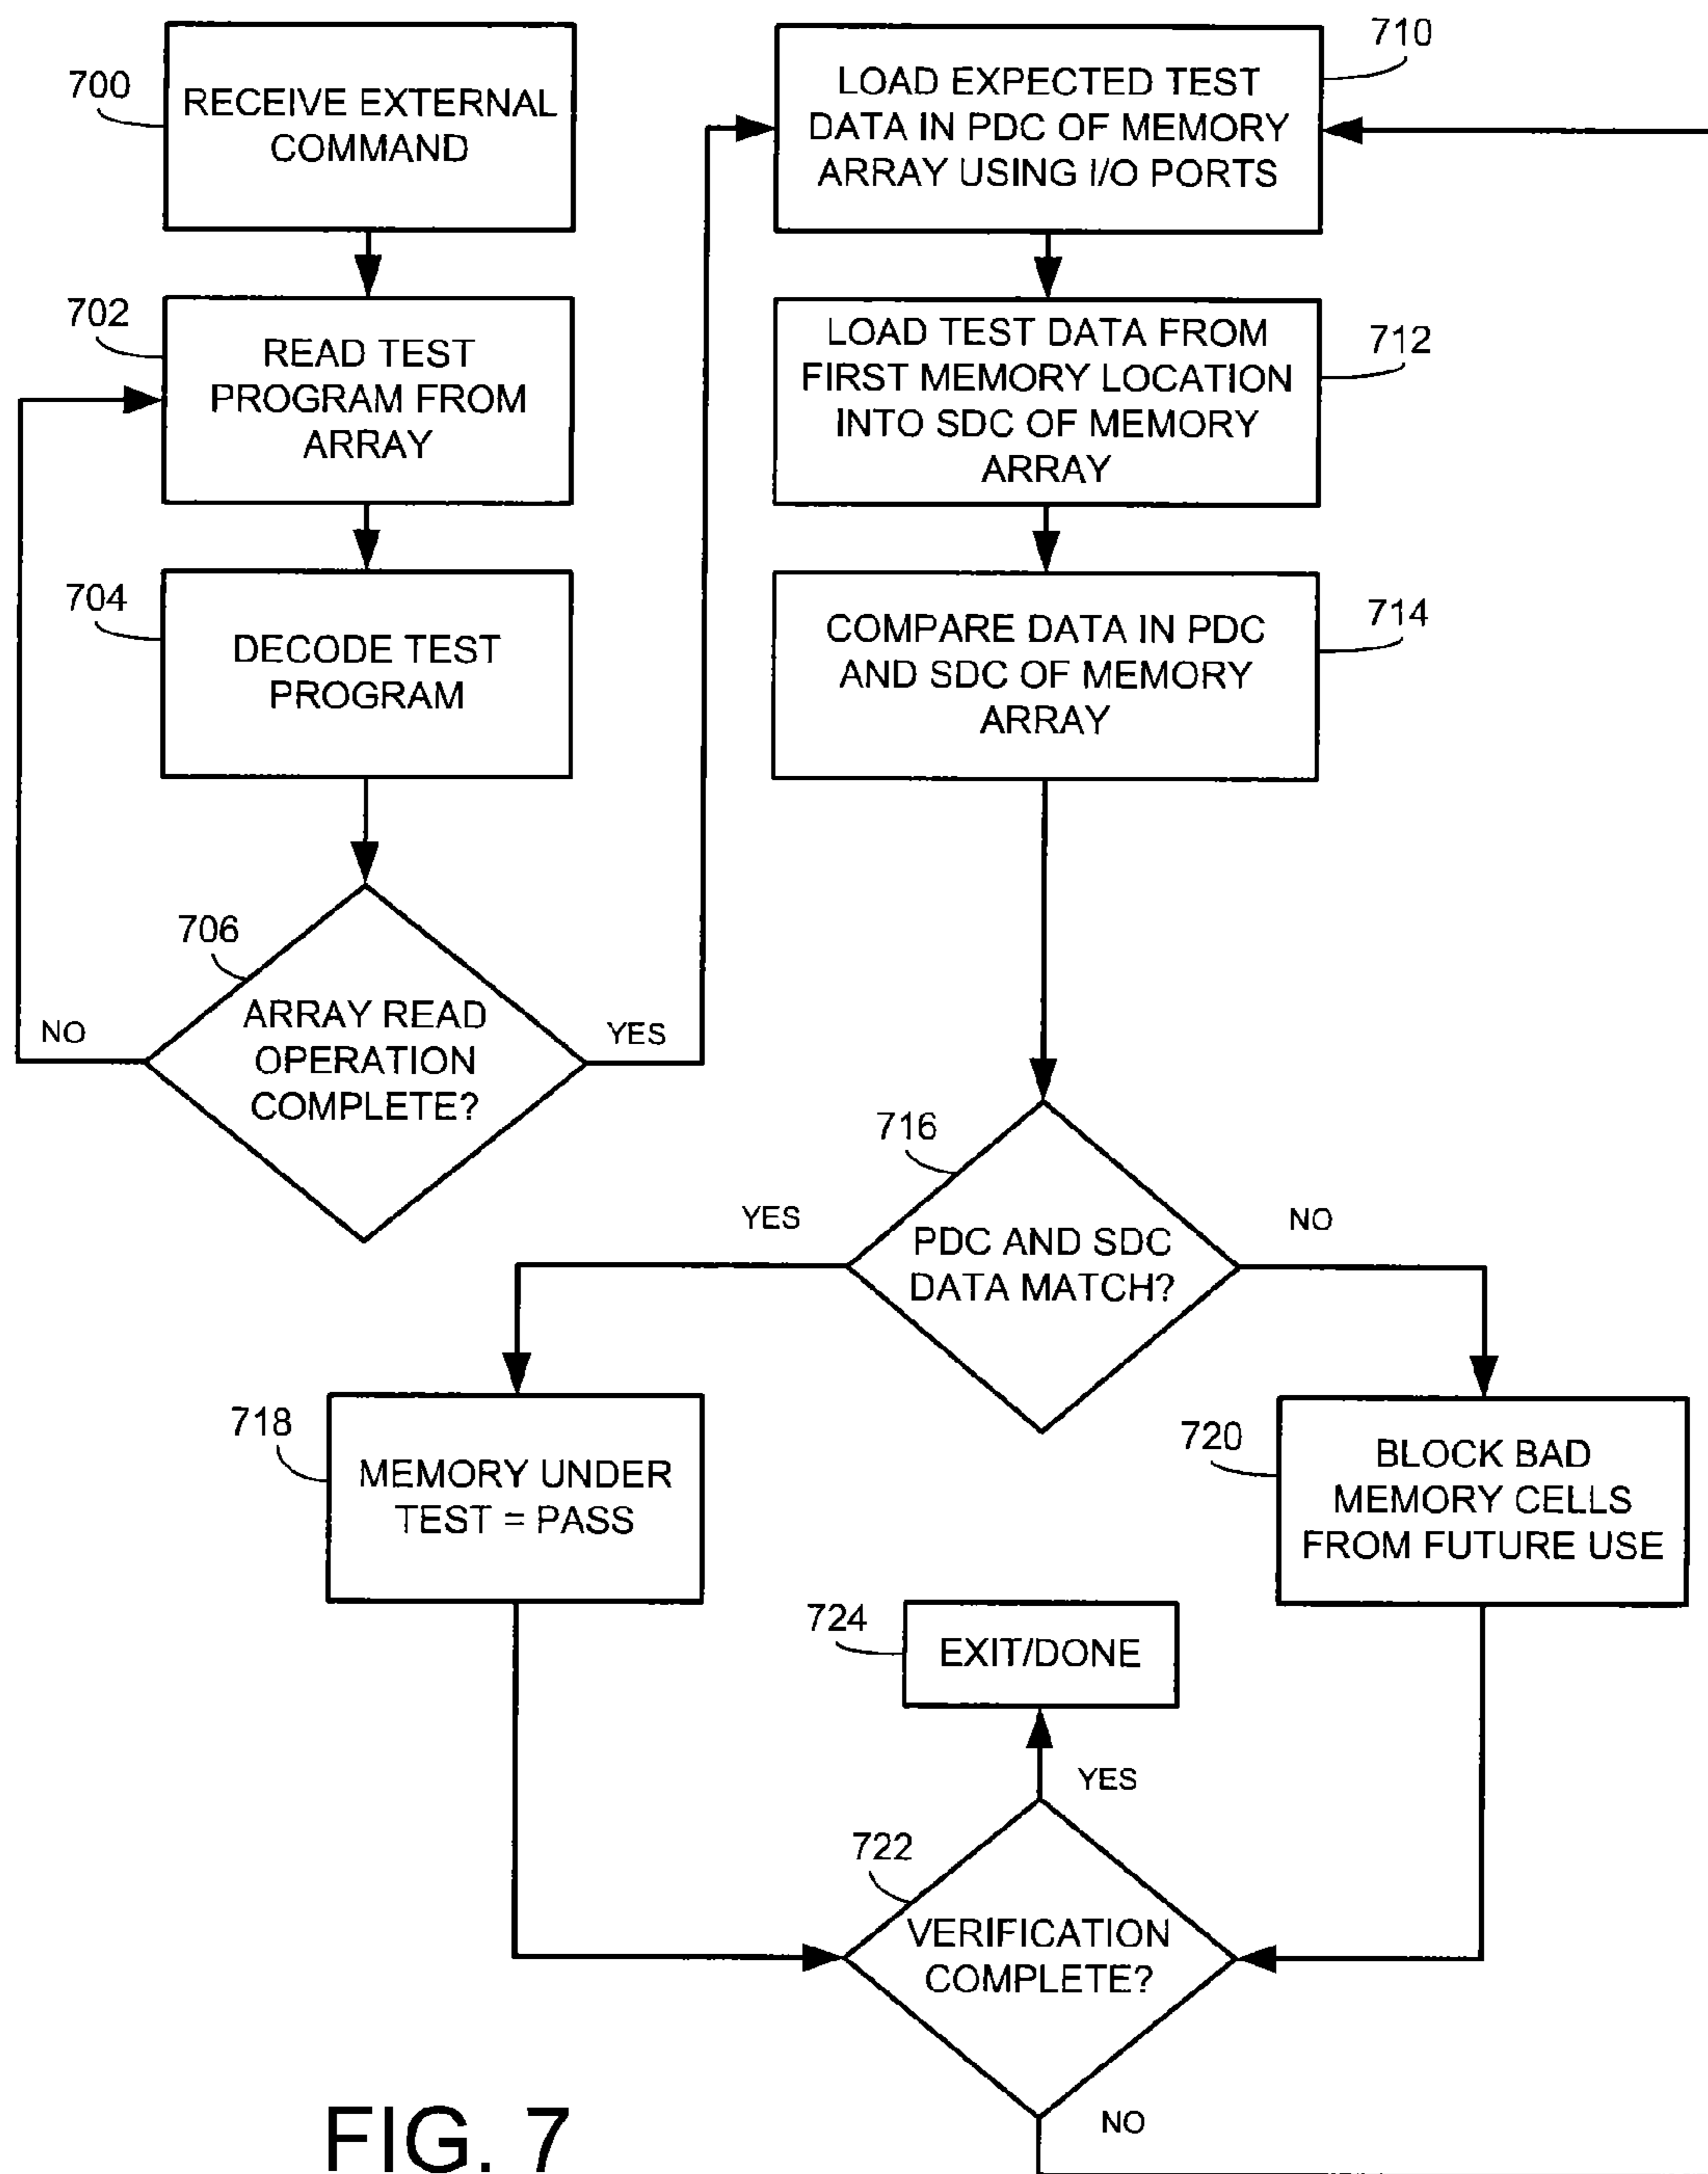 700
RECEIVE EXTERNAL
COMMAND
702
READ TEST
PROGRAM FROM
ARRAY
704
DECODE TEST
PROGRAM
706
ARRAY READ
OPERATION
COMPLETE?
NO
YES
710
LOAD EXPECTED TEST
DATA IN PDC OF MEMORY
ARRAY USING I/O PORTS
712
LOAD TEST DATA FROM
FIRST MEMORY LOCATION
INTO SDC OF MEMORY
ARRAY
714
COMPARE DATA IN PDC
AND SDC OF MEMORY
ARRAY
716
PDC AND SDC
DATA MATCH?
YES
NO
718
MEMORY UNDER
TEST = PASS
720
BLOCK BAD
MEMORY CELLS
FROM FUTURE USE
724
EXIT/DONE
YES
722
VERIFICATION
COMPLETE?
NO
FIG. 7